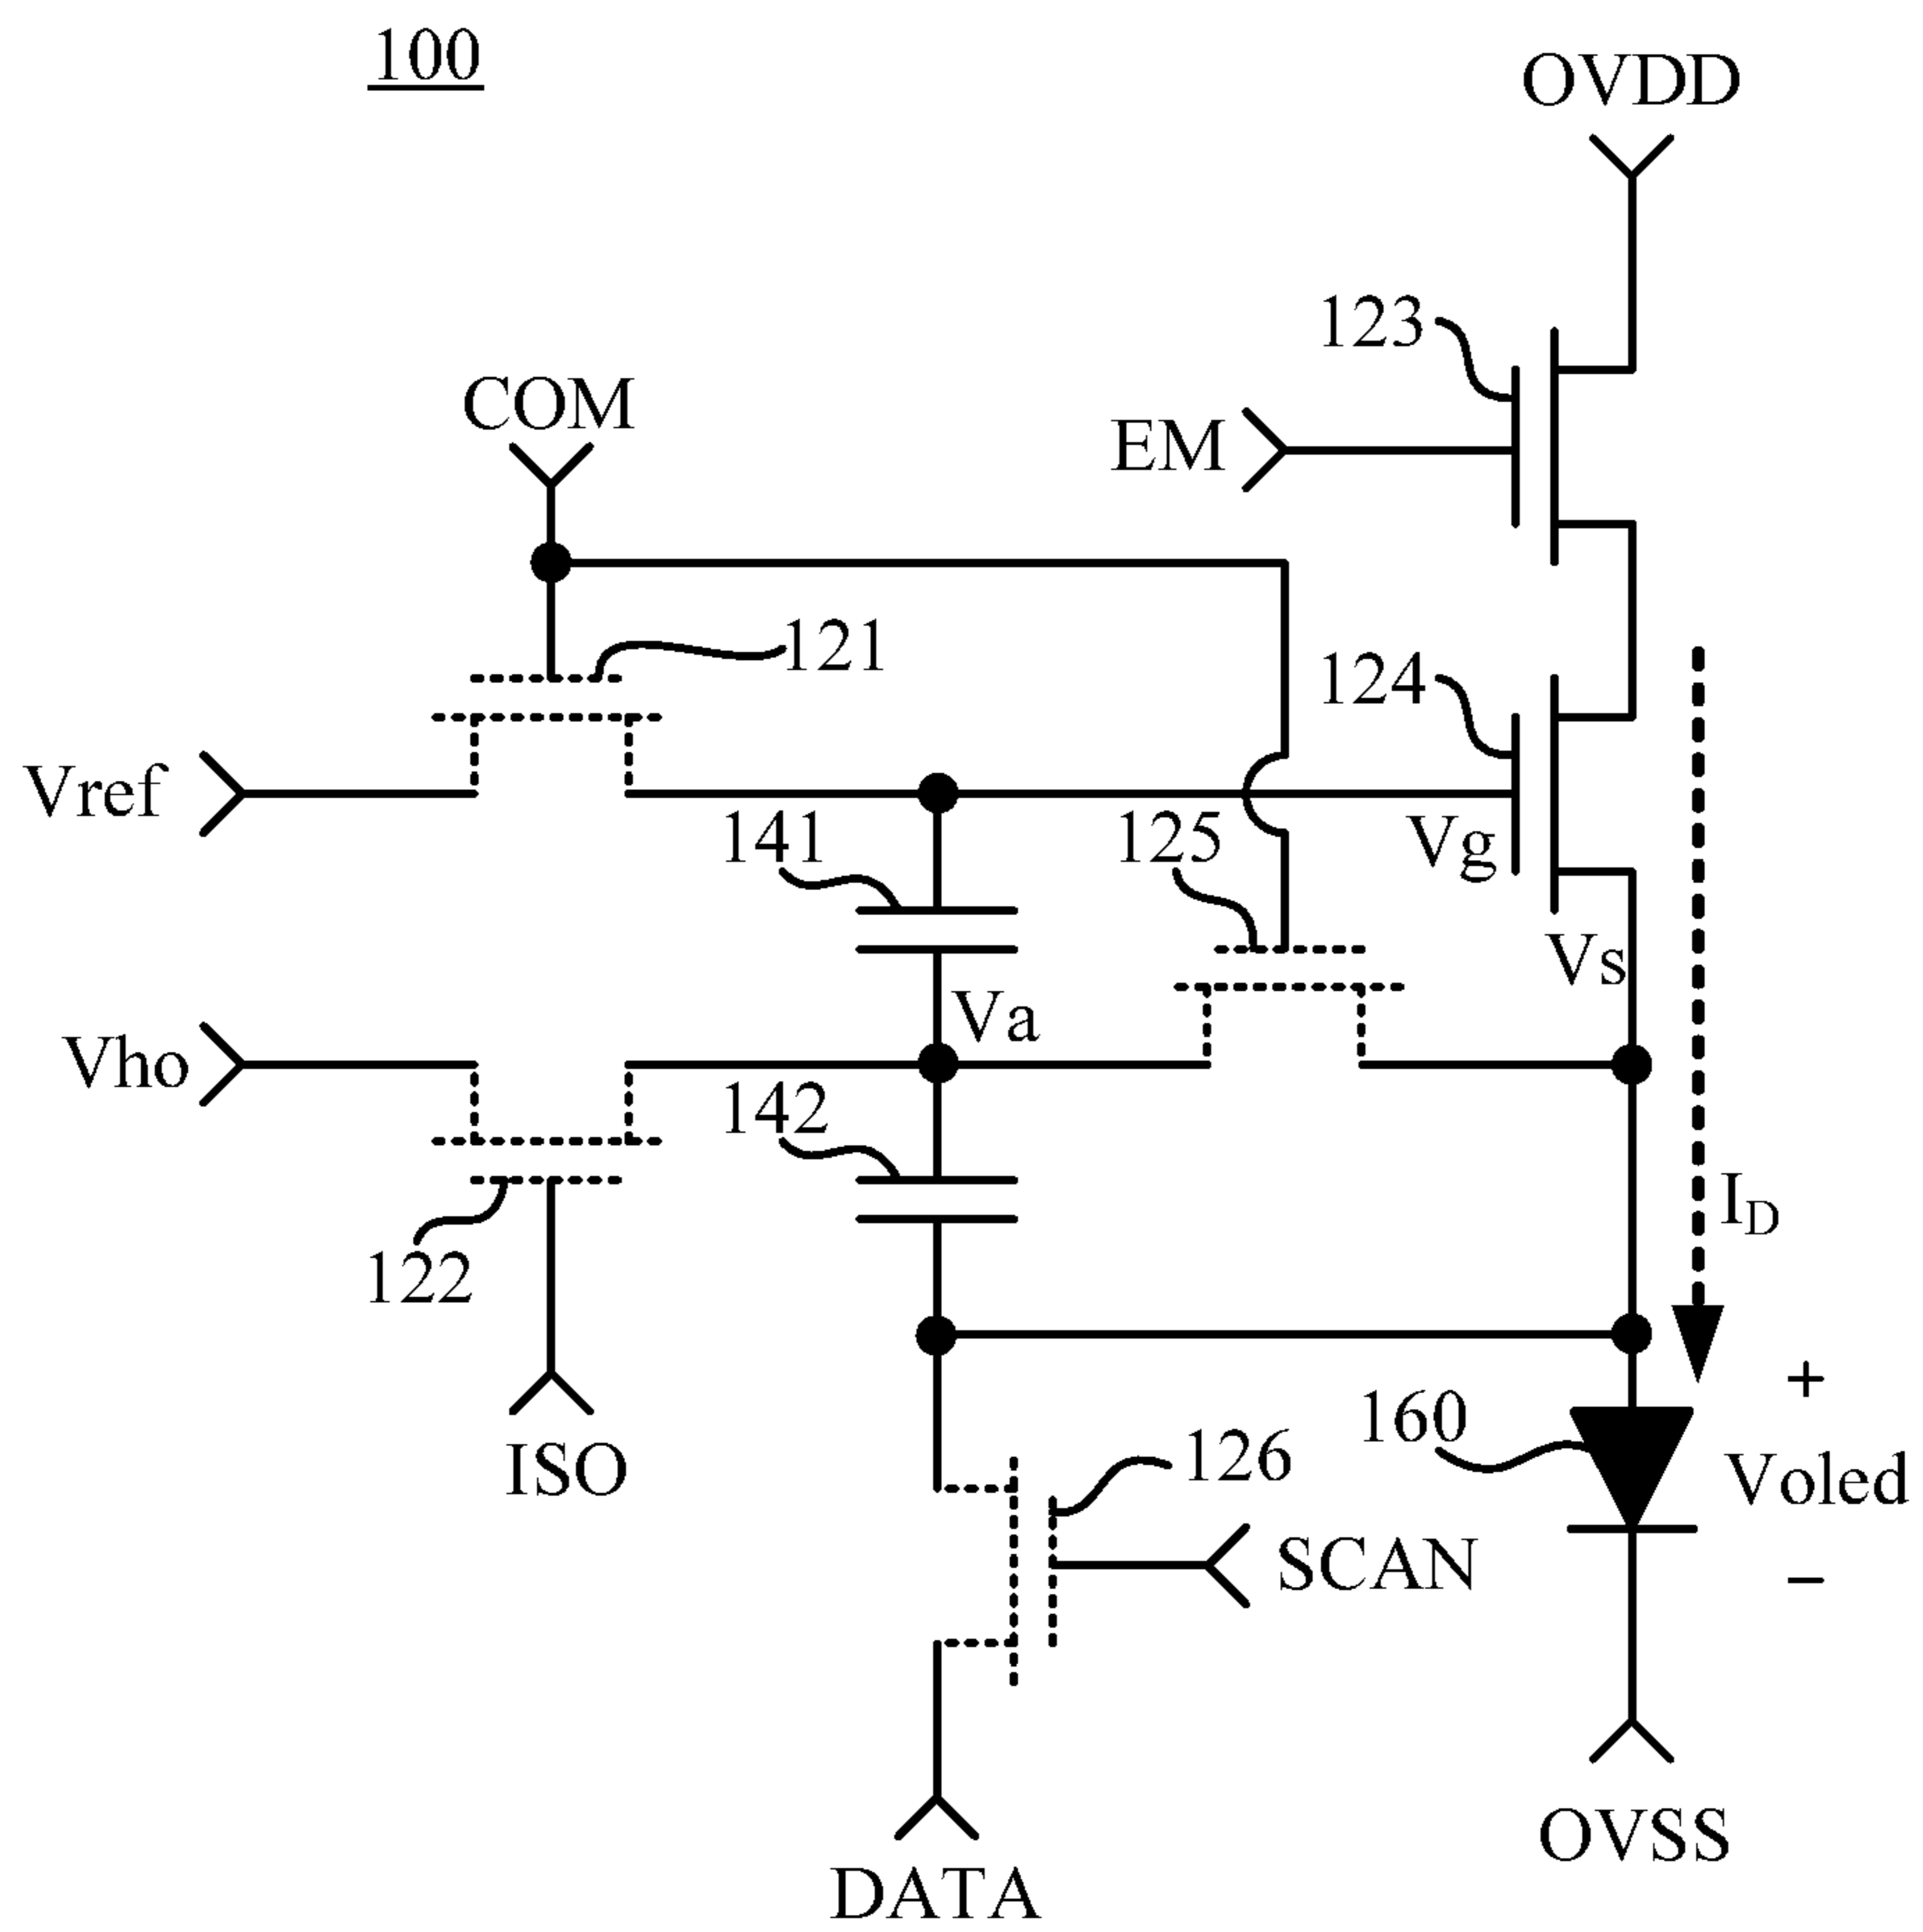 100
OVDD
123
COM
EM
121
124
Vref
141
125
Vg
Vs
Va
Vho
142
ID
122
160
+
126
ISO
Voled
SCAN
−
OVSS
DATA